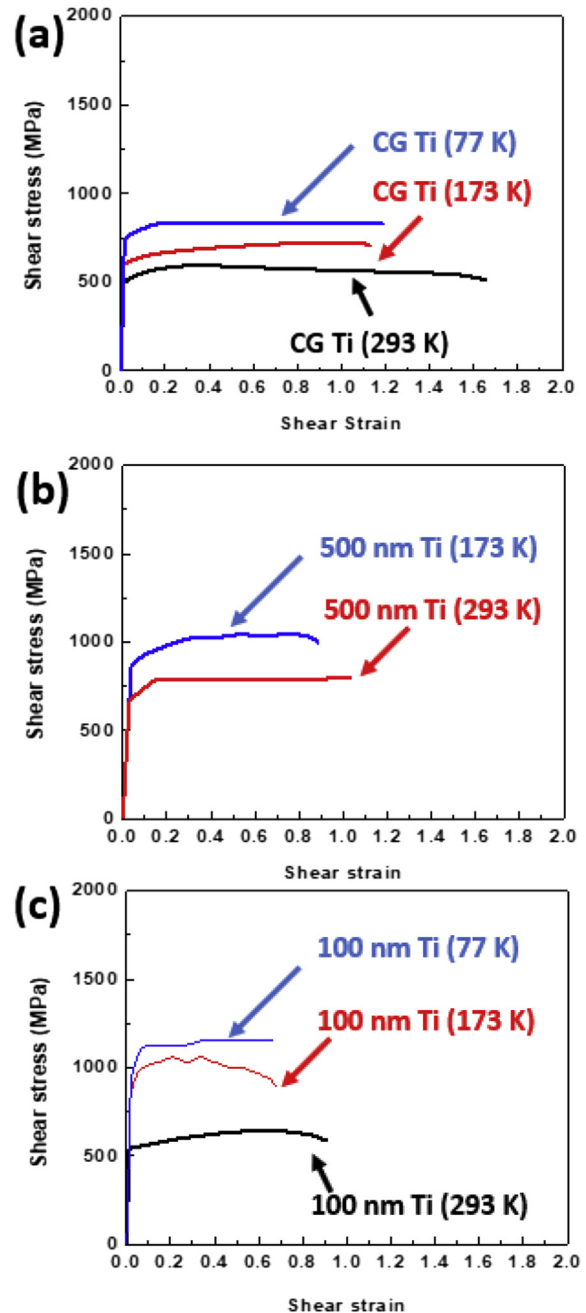 (a)
2000
1500
1000
500
0
Shear stress (MPa)
CG Ti (77 K)
CG Ti (173 K)
CG Ti (293 K)
0.0 0.2 0.4 0.6 0.8 1.0 1.2 1.4 1.6 1.8 2.0
Shear Strain
(b)
2000
1500
1000
500
0
Shear stress (MPa)
500 nm Ti (173 K)
500 nm Ti (293 K)
0.0 0.2 0.4 0.6 0.8 1.0 1.2 1.4 1.6 1.8 2.0
Shear strain
(c)
2000
1500
1000
500
0
Shear stress (MPa)
100 nm Ti (77 K)
100 nm Ti (173 K)
100 nm Ti (293 K)
0.0 0.2 0.4 0.6 0.8 1.0 1.2 1.4 1.6 1.8 2.0
Shear strain